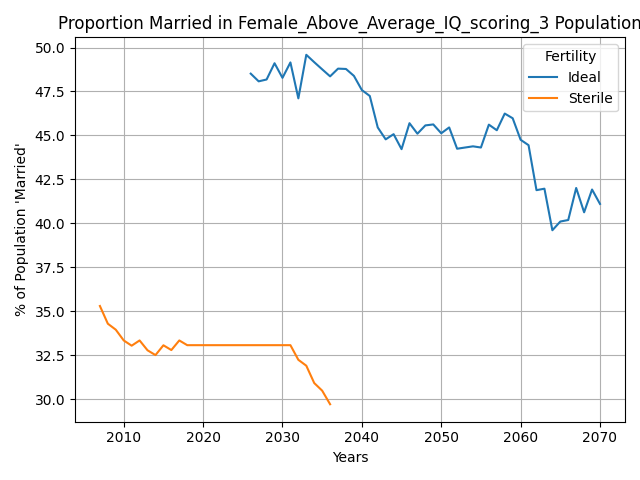 Proportion Married in Female_Above_Average_IQ_scoring_3 Population
Fertility
Ideal
Sterile
% of Population 'Married'
50.0
47.5
45.0
42.5
40.0
37.5
35.0
32.5
30.0
2010 2020 2030 2040 2050 2060 2070
Years